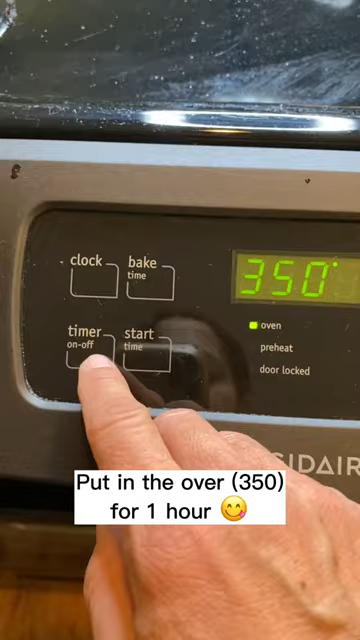 clock
bake
time
350°
timer
on-off
start
time
oven
preheat
door locked
Put in the over (350)
for 1 hour 😋